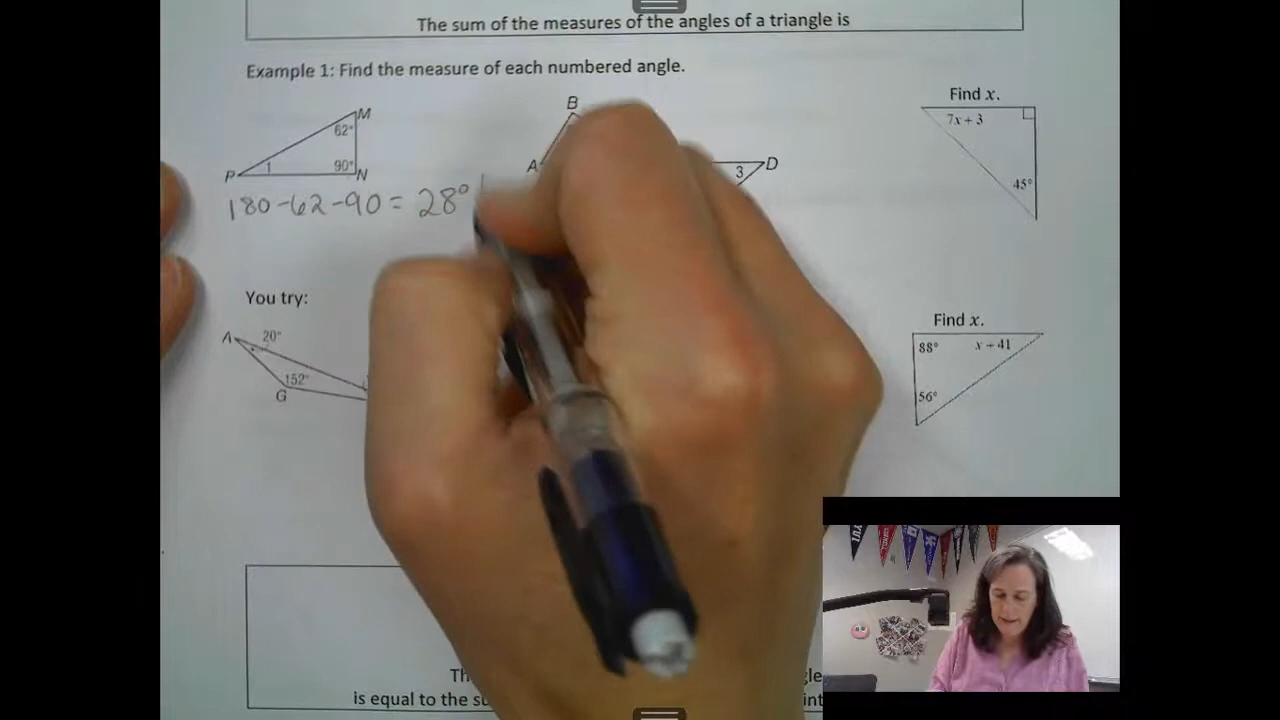 The sum of the measures of the angles of a triangle is
Example 1: Find the measure of each numbered angle.
M
62°
P
1
90°
N
180-62-90 = 28°
B
A
3
D
Find x.
7x + 3
45°
You try:
A
20°
152°
G
Find x.
88°
56°
is equal to the